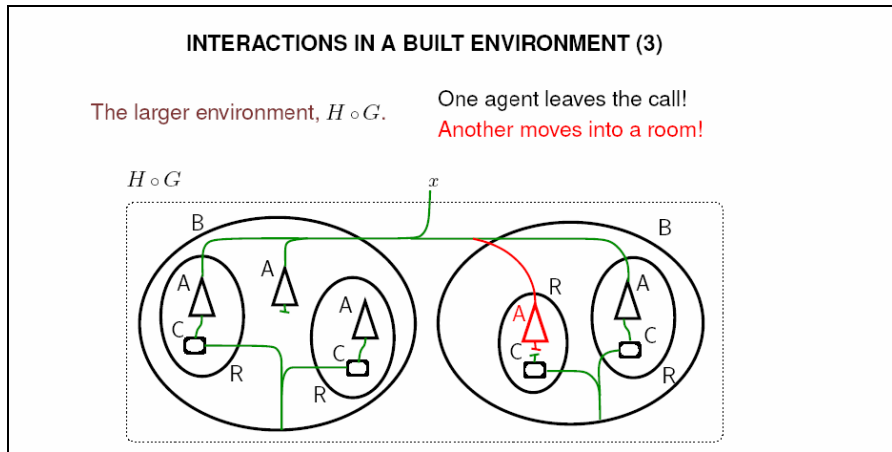 INTERACTIONS IN A BUILT ENVIRONMENT (3)
The larger environment, H ∘ G.
One agent leaves the call!
Another moves into a room!
H ∘ G
x
B
B
A
A
A
R
A
A
C
C
C
C
R
R
R